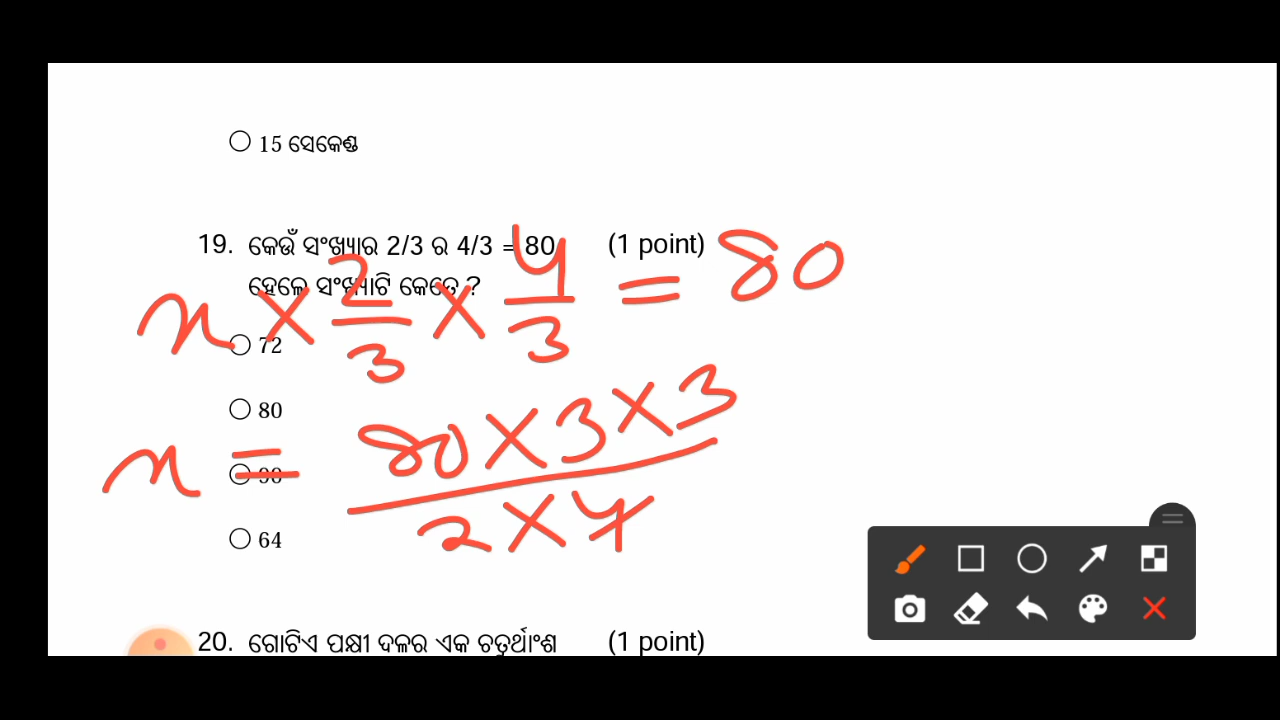 15 ସେକେଣ୍ଡ
19. କେଉଁ ସଂଖ୍ୟାର 2/3 ର 4/3 = 80 (1 point)
ହେଲେ ସଂଖ୍ୟାଟି କେତେ ?
x × 2/3 × 4/3 = 80
72
80
x = 80 × 3 × 3 / 2 × 4
64
20. ଗୋଟିଏ ପକ୍ଷୀ ଦଳର ଏକ ଚତୁର୍ଥାଂଶ (1 point)